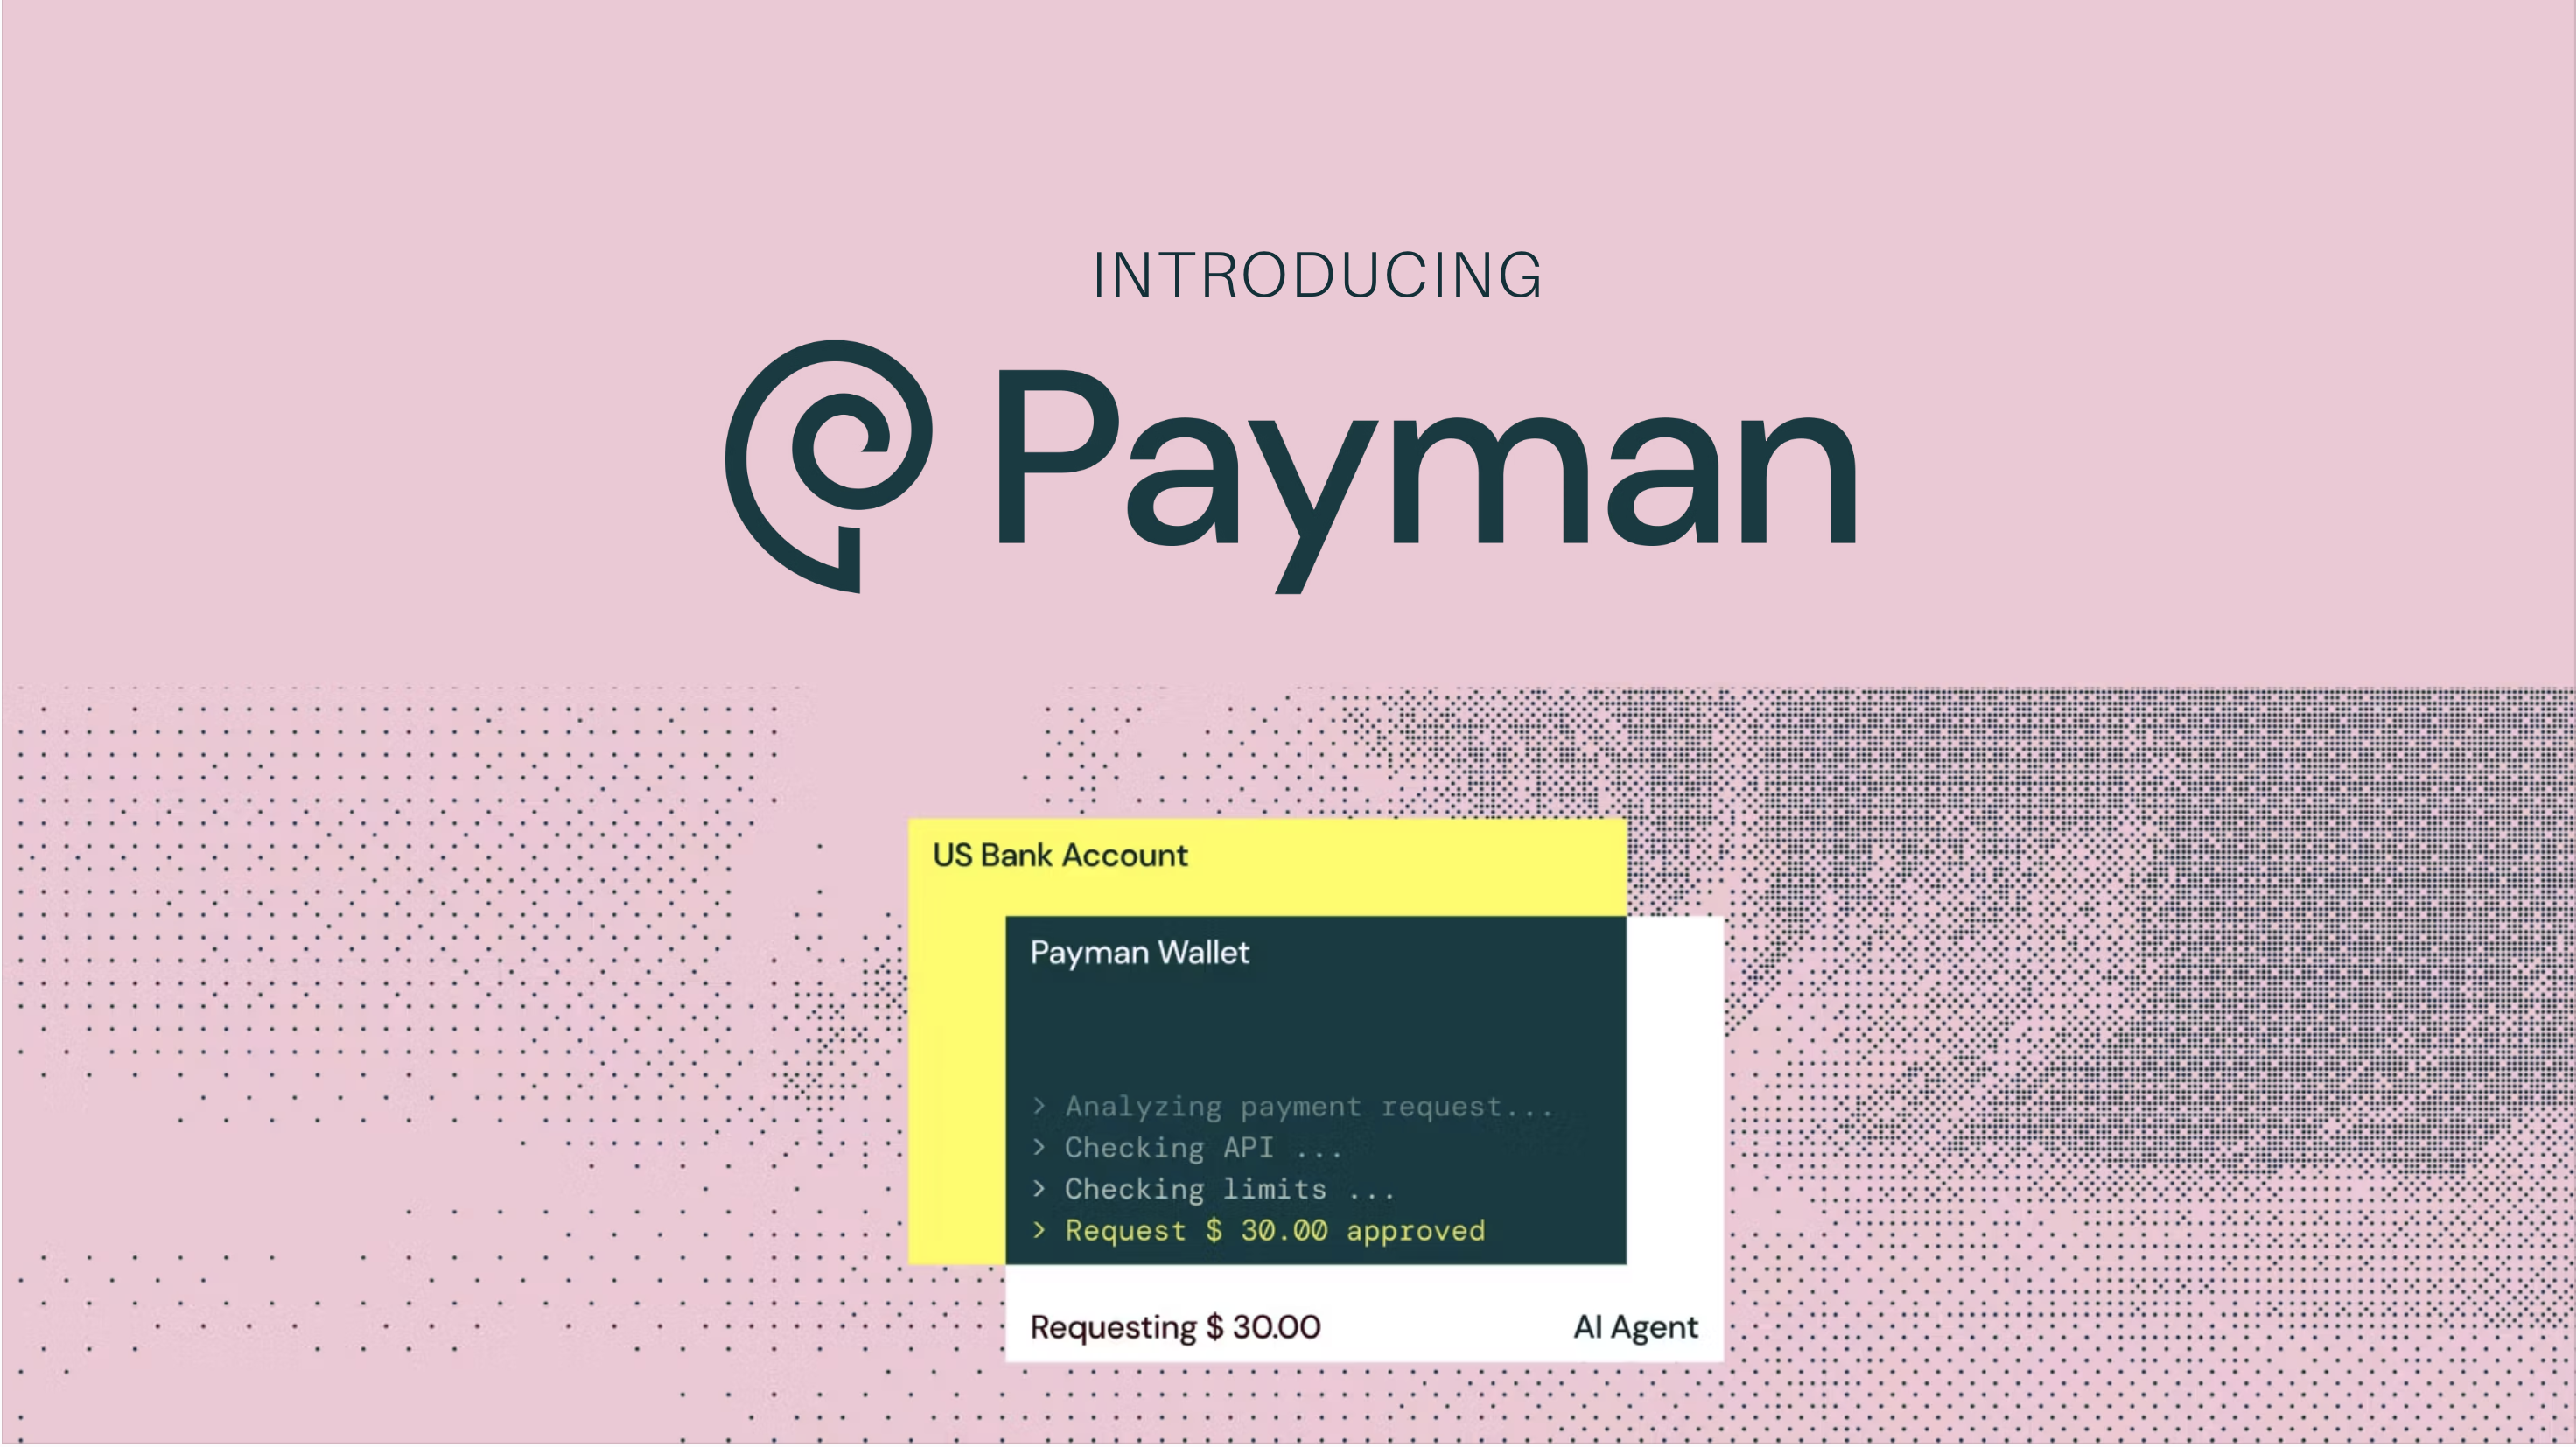 INTRODUCING
Payman
US Bank Account
Payman Wallet
> Analyzing payment request...
> Checking API ...
> Checking limits ...
> Request $ 30.00 approved
Requesting $ 30.00 AI Agent